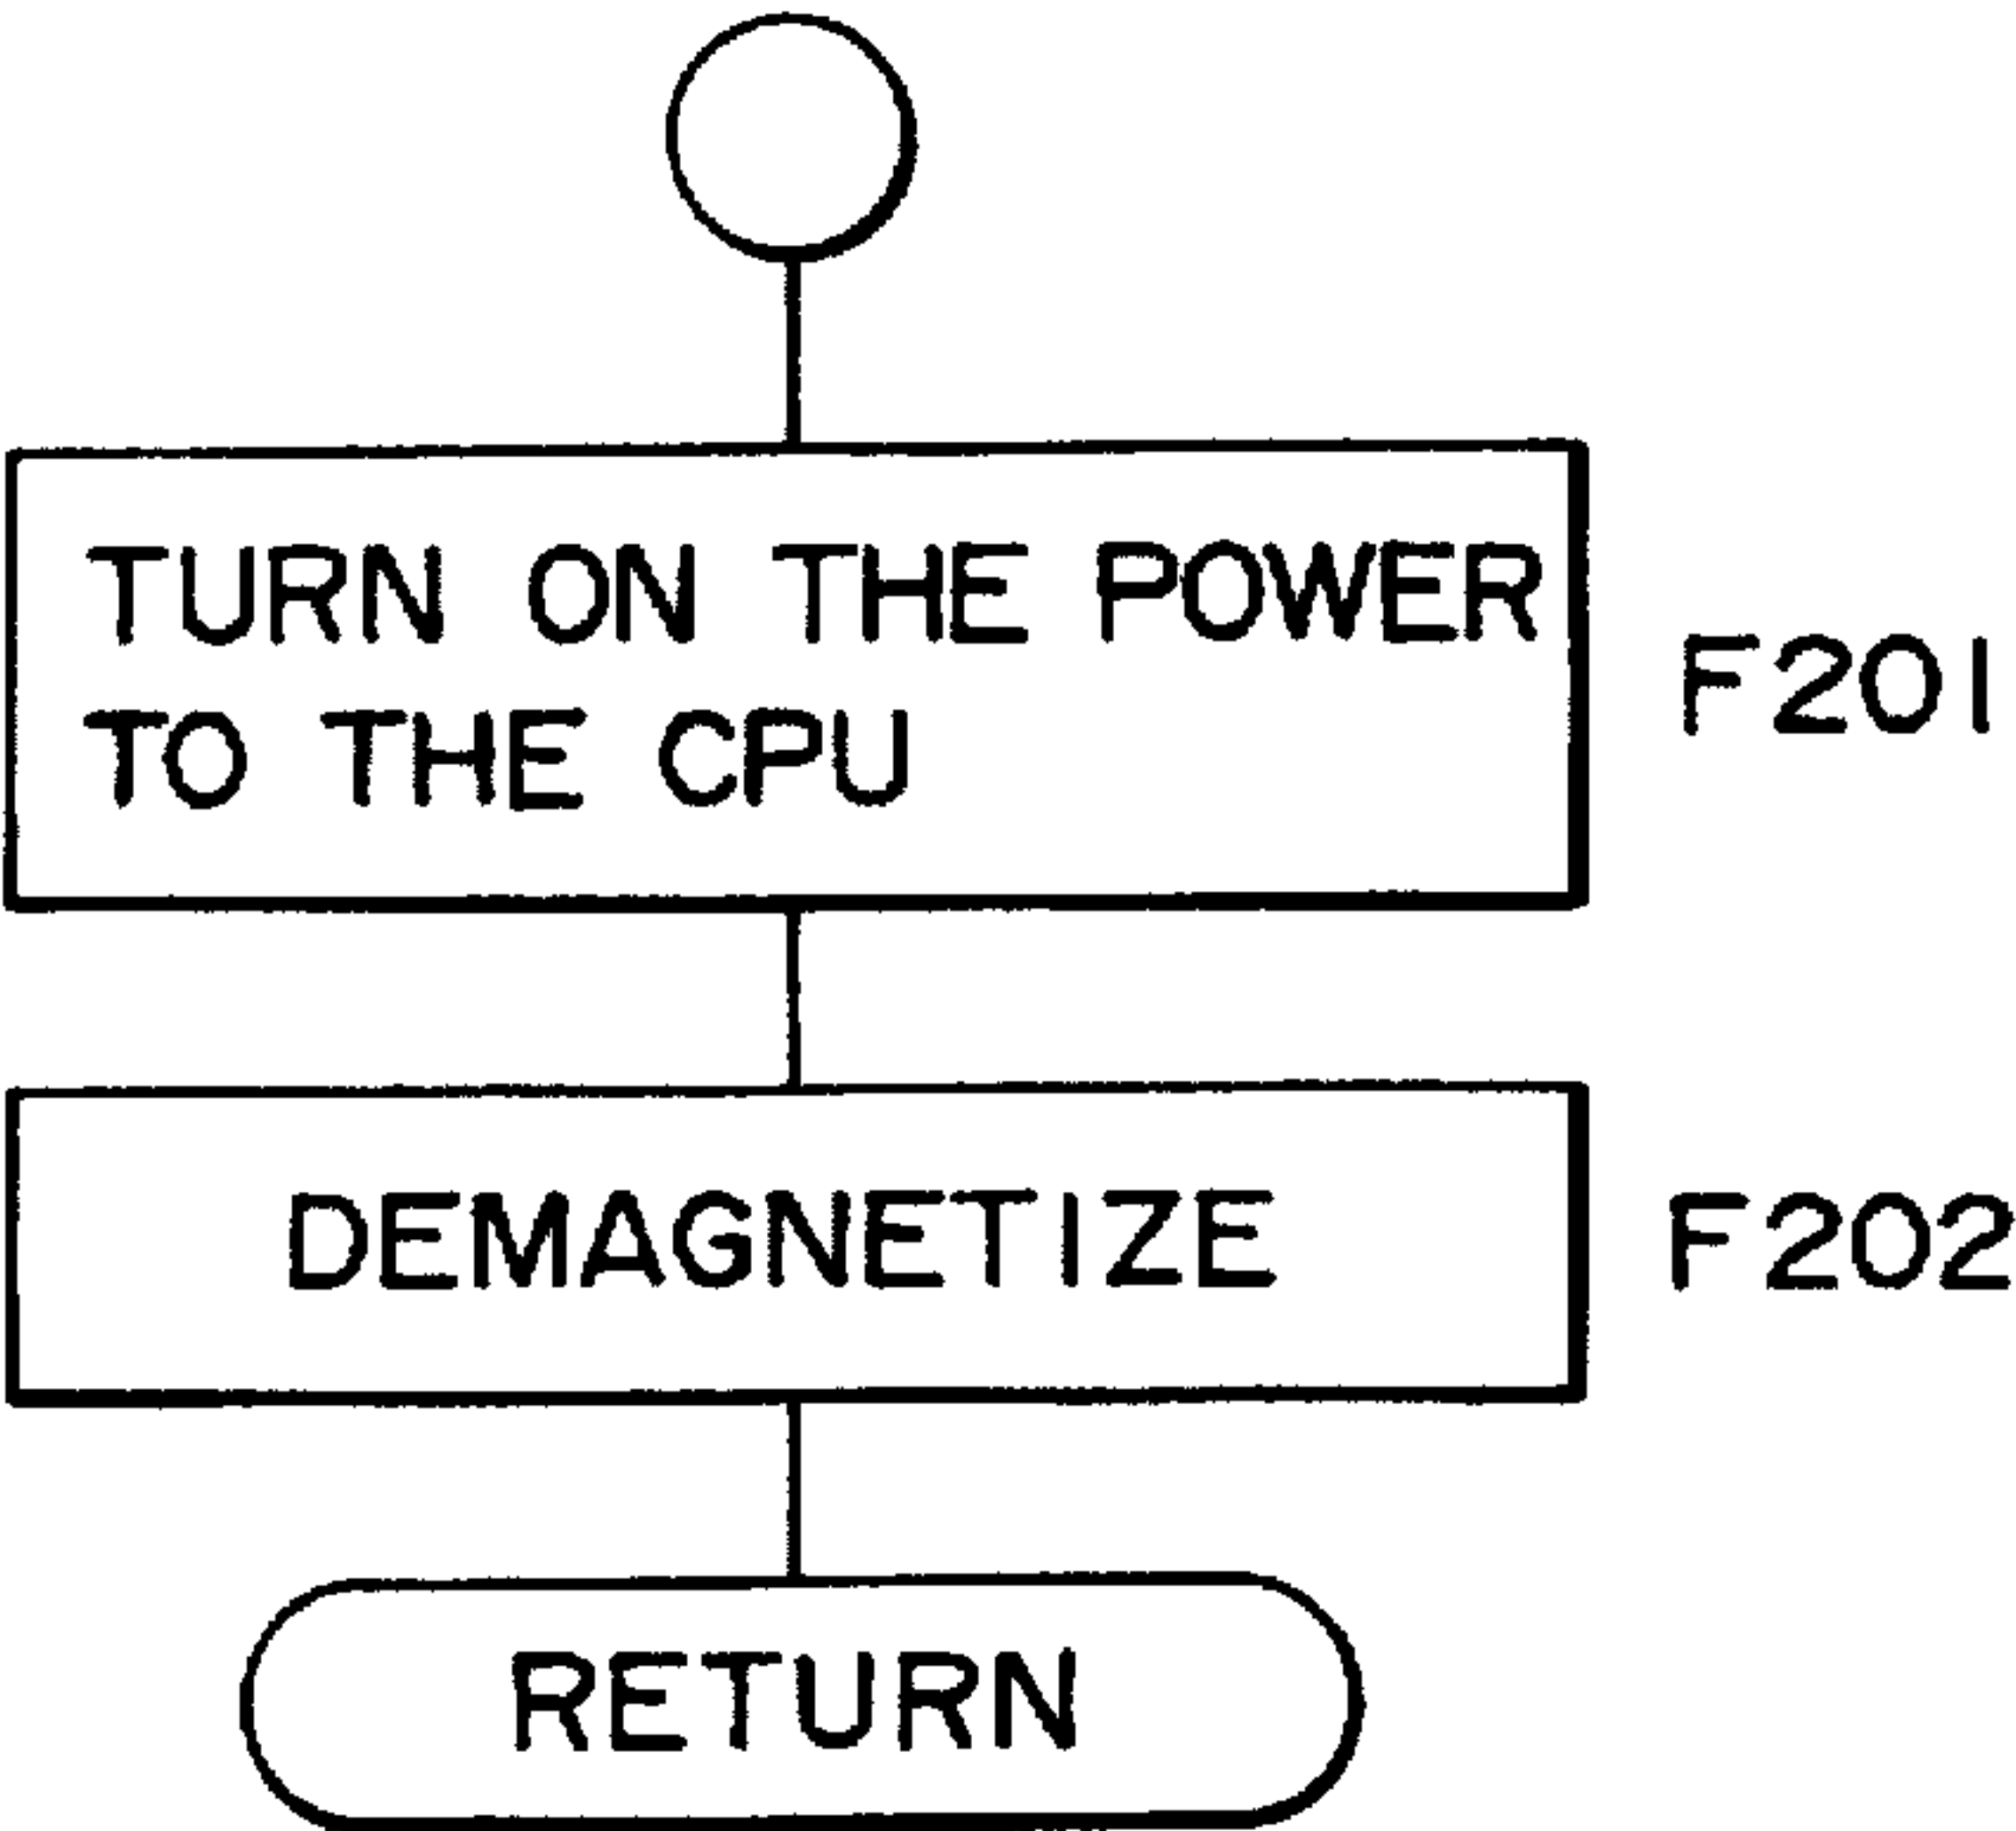 TURN ON THE POWER
TO THE CPU
F201
DEMAGNETIZE
F202
RETURN